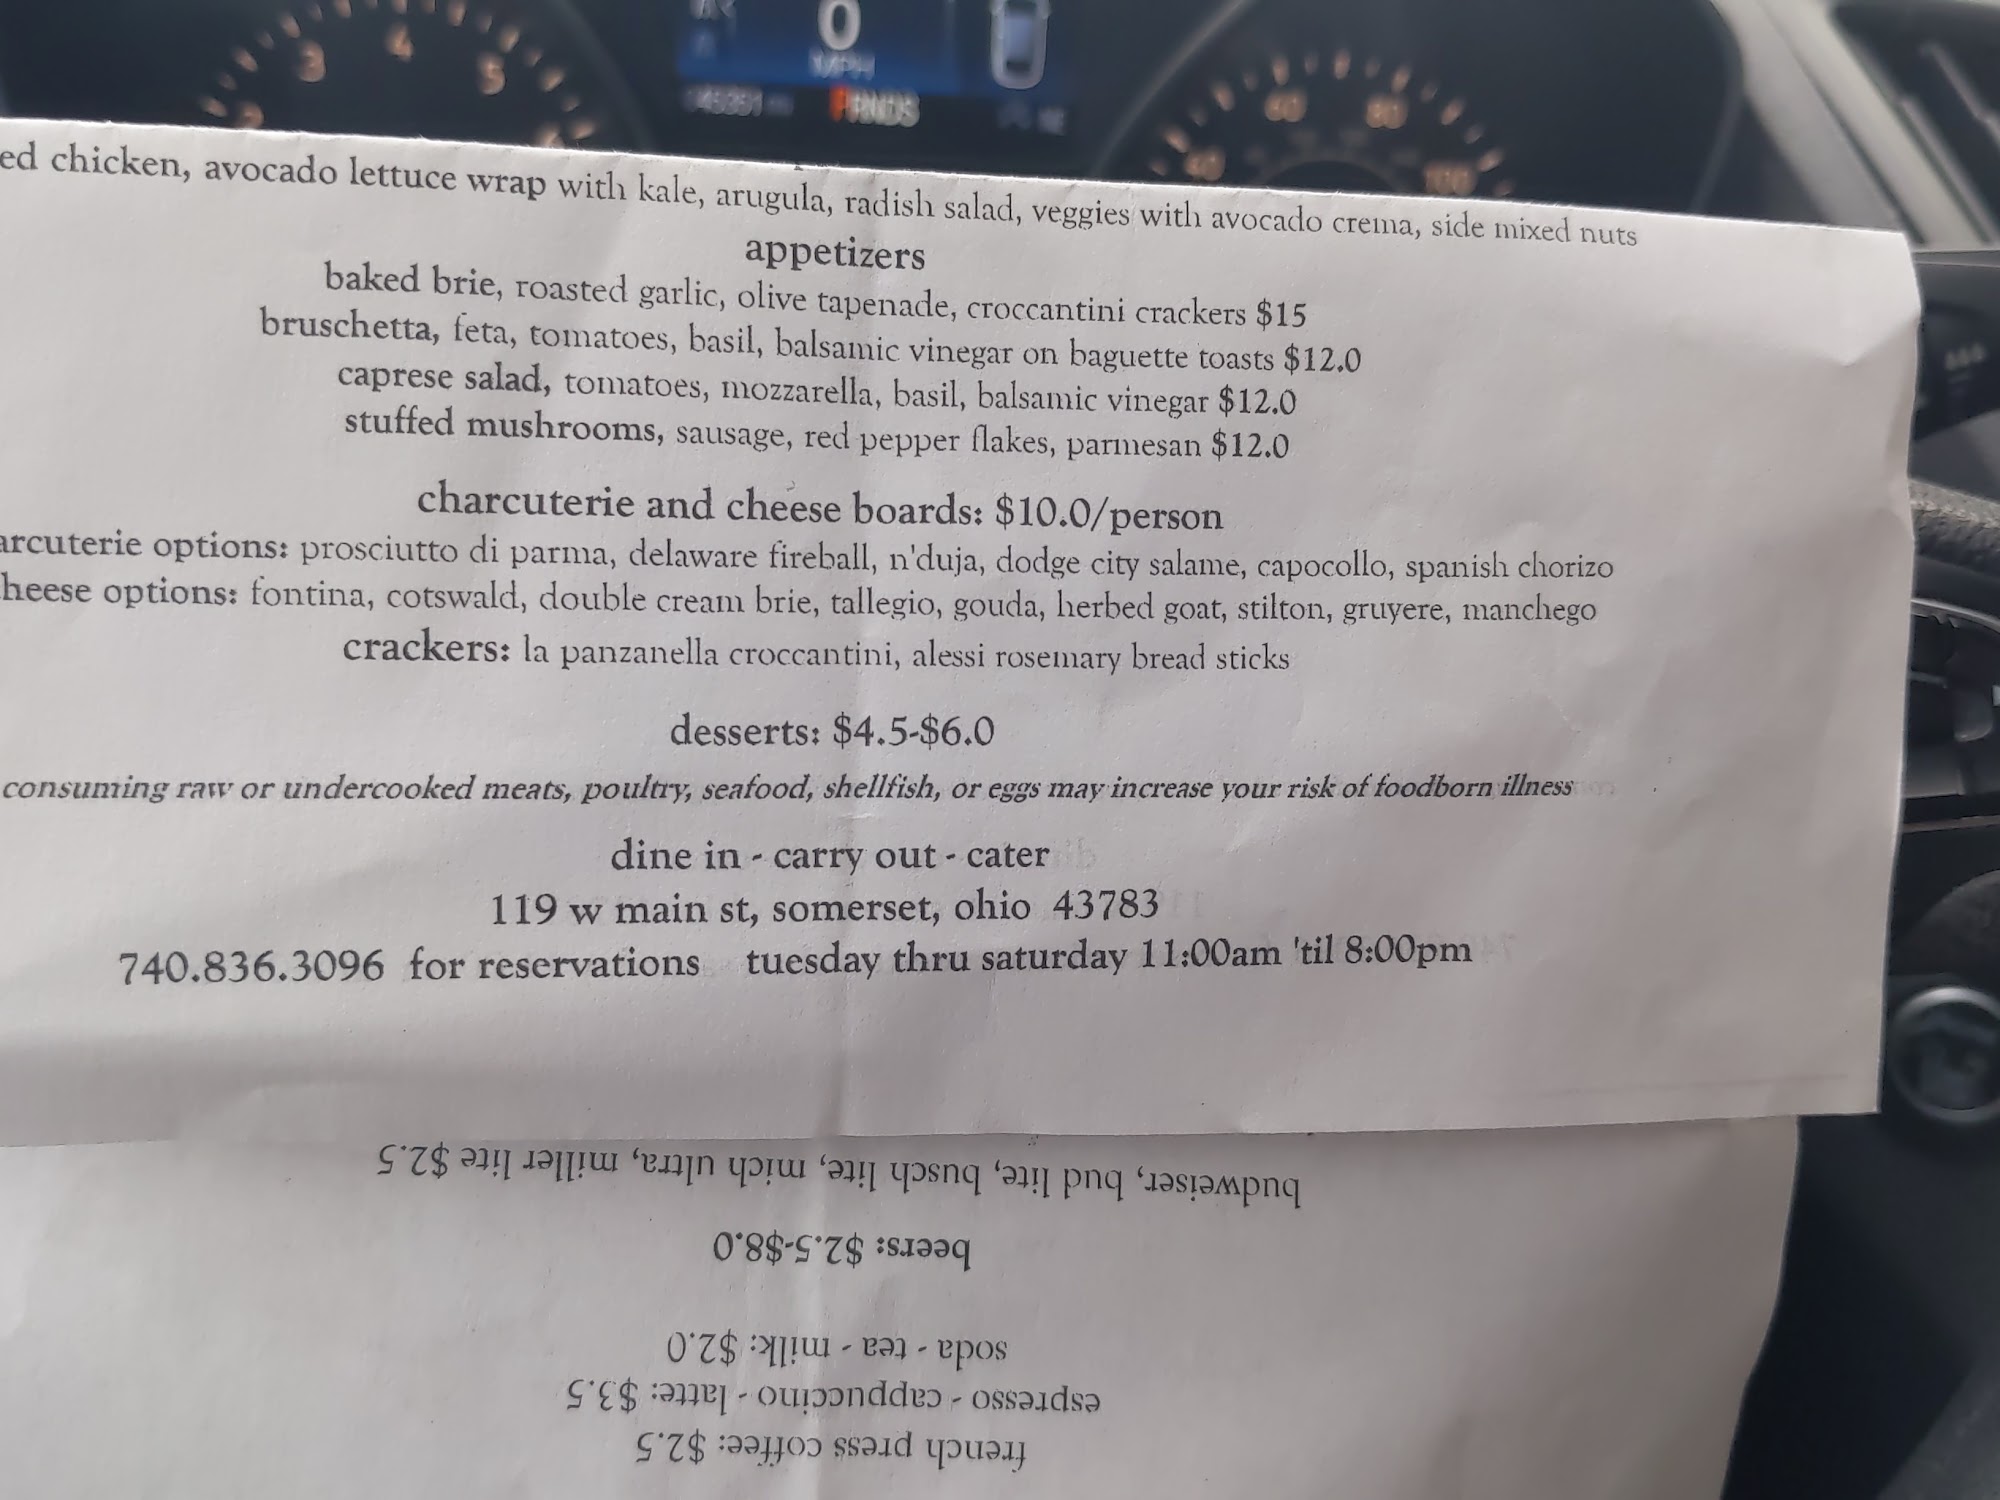 0
MPH
3 4 5
40 60 80 100
ed chicken, avocado lettuce wrap with kale, arugula, radish salad, veggies with avocado crema, side mixed nuts
appetizers
baked brie, roasted garlic, olive tapenade, croccantini crackers $15
bruschetta, feta, tomatoes, basil, balsamic vinegar on baguette toasts $12.0
caprese salad, tomatoes, mozzarella, basil, balsamic vinegar $12.0
stuffed mushrooms, sausage, red pepper flakes, parmesan $12.0
charcuterie and cheese boards: $10.0/person
arcuterie options: prosciutto di parma, delaware fireball, n'duja, dodge city salame, capocollo, spanish chorizo
heese options: fontina, cotswald, double cream brie, tallegio, gouda, herbed goat, stilton, gruyere, manchego
crackers: la panzanella croccantini, alessi rosemary bread sticks
desserts: $4.5-$6.0
consuming raw or undercooked meats, poultry, seafood, shellfish, or eggs may increase your risk of foodborn illness
dine in - carry out - cater
119 w main st, somerset, ohio 43783
740.836.3096 for reservations tuesday thru saturday 11:00am 'til 8:00pm
french press coffee: $2.5
espresso - cappuccino - latte: $3.5
soda - tea - milk: $2.0
beers: $2.5-$8.0
budweiser, bud lite, busch lite, mich ultra, miller lite $2.5